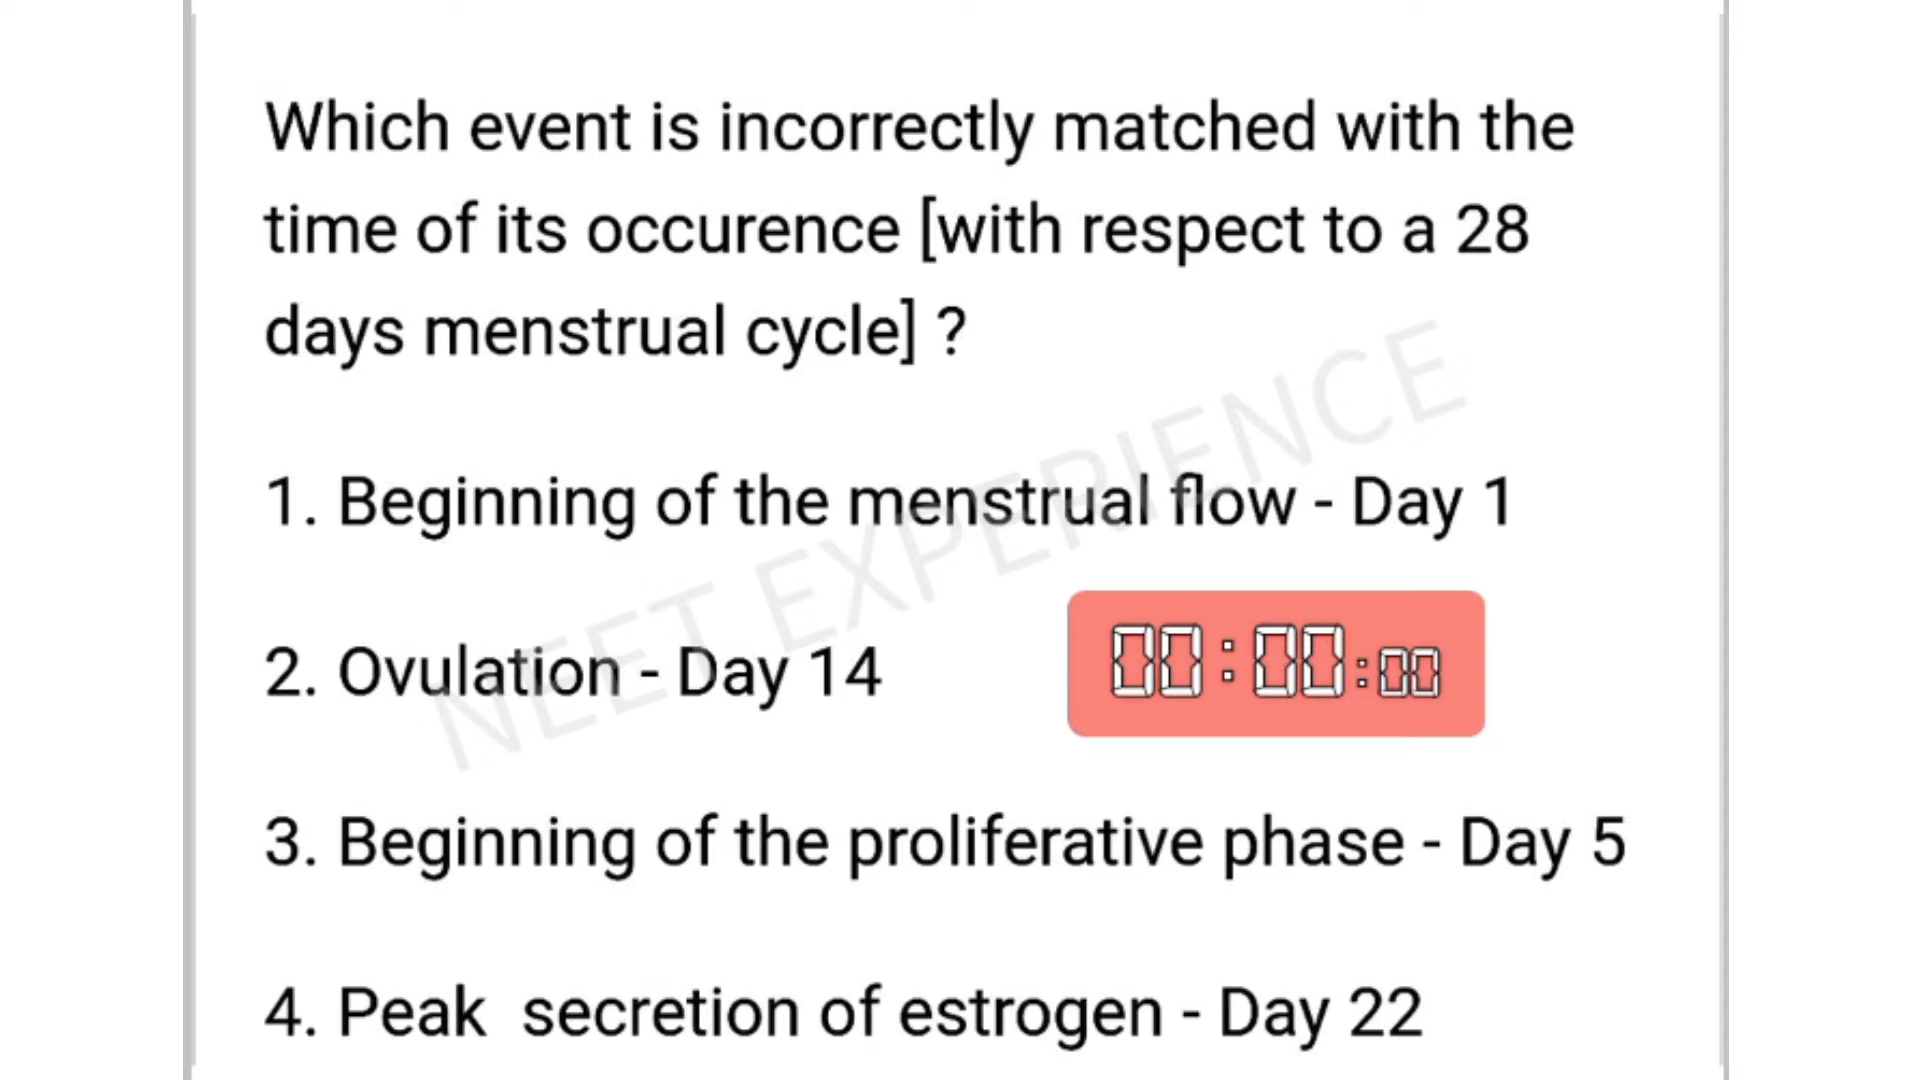 Which event is incorrectly matched with the
time of its occurence [with respect to a 28
days menstrual cycle] ?
1. Beginning of the menstrual flow - Day 1
2. Ovulation - Day 14
00:00:00
3. Beginning of the proliferative phase - Day 5
4. Peak  secretion of estrogen - Day 22
NEET EXPERIENCE